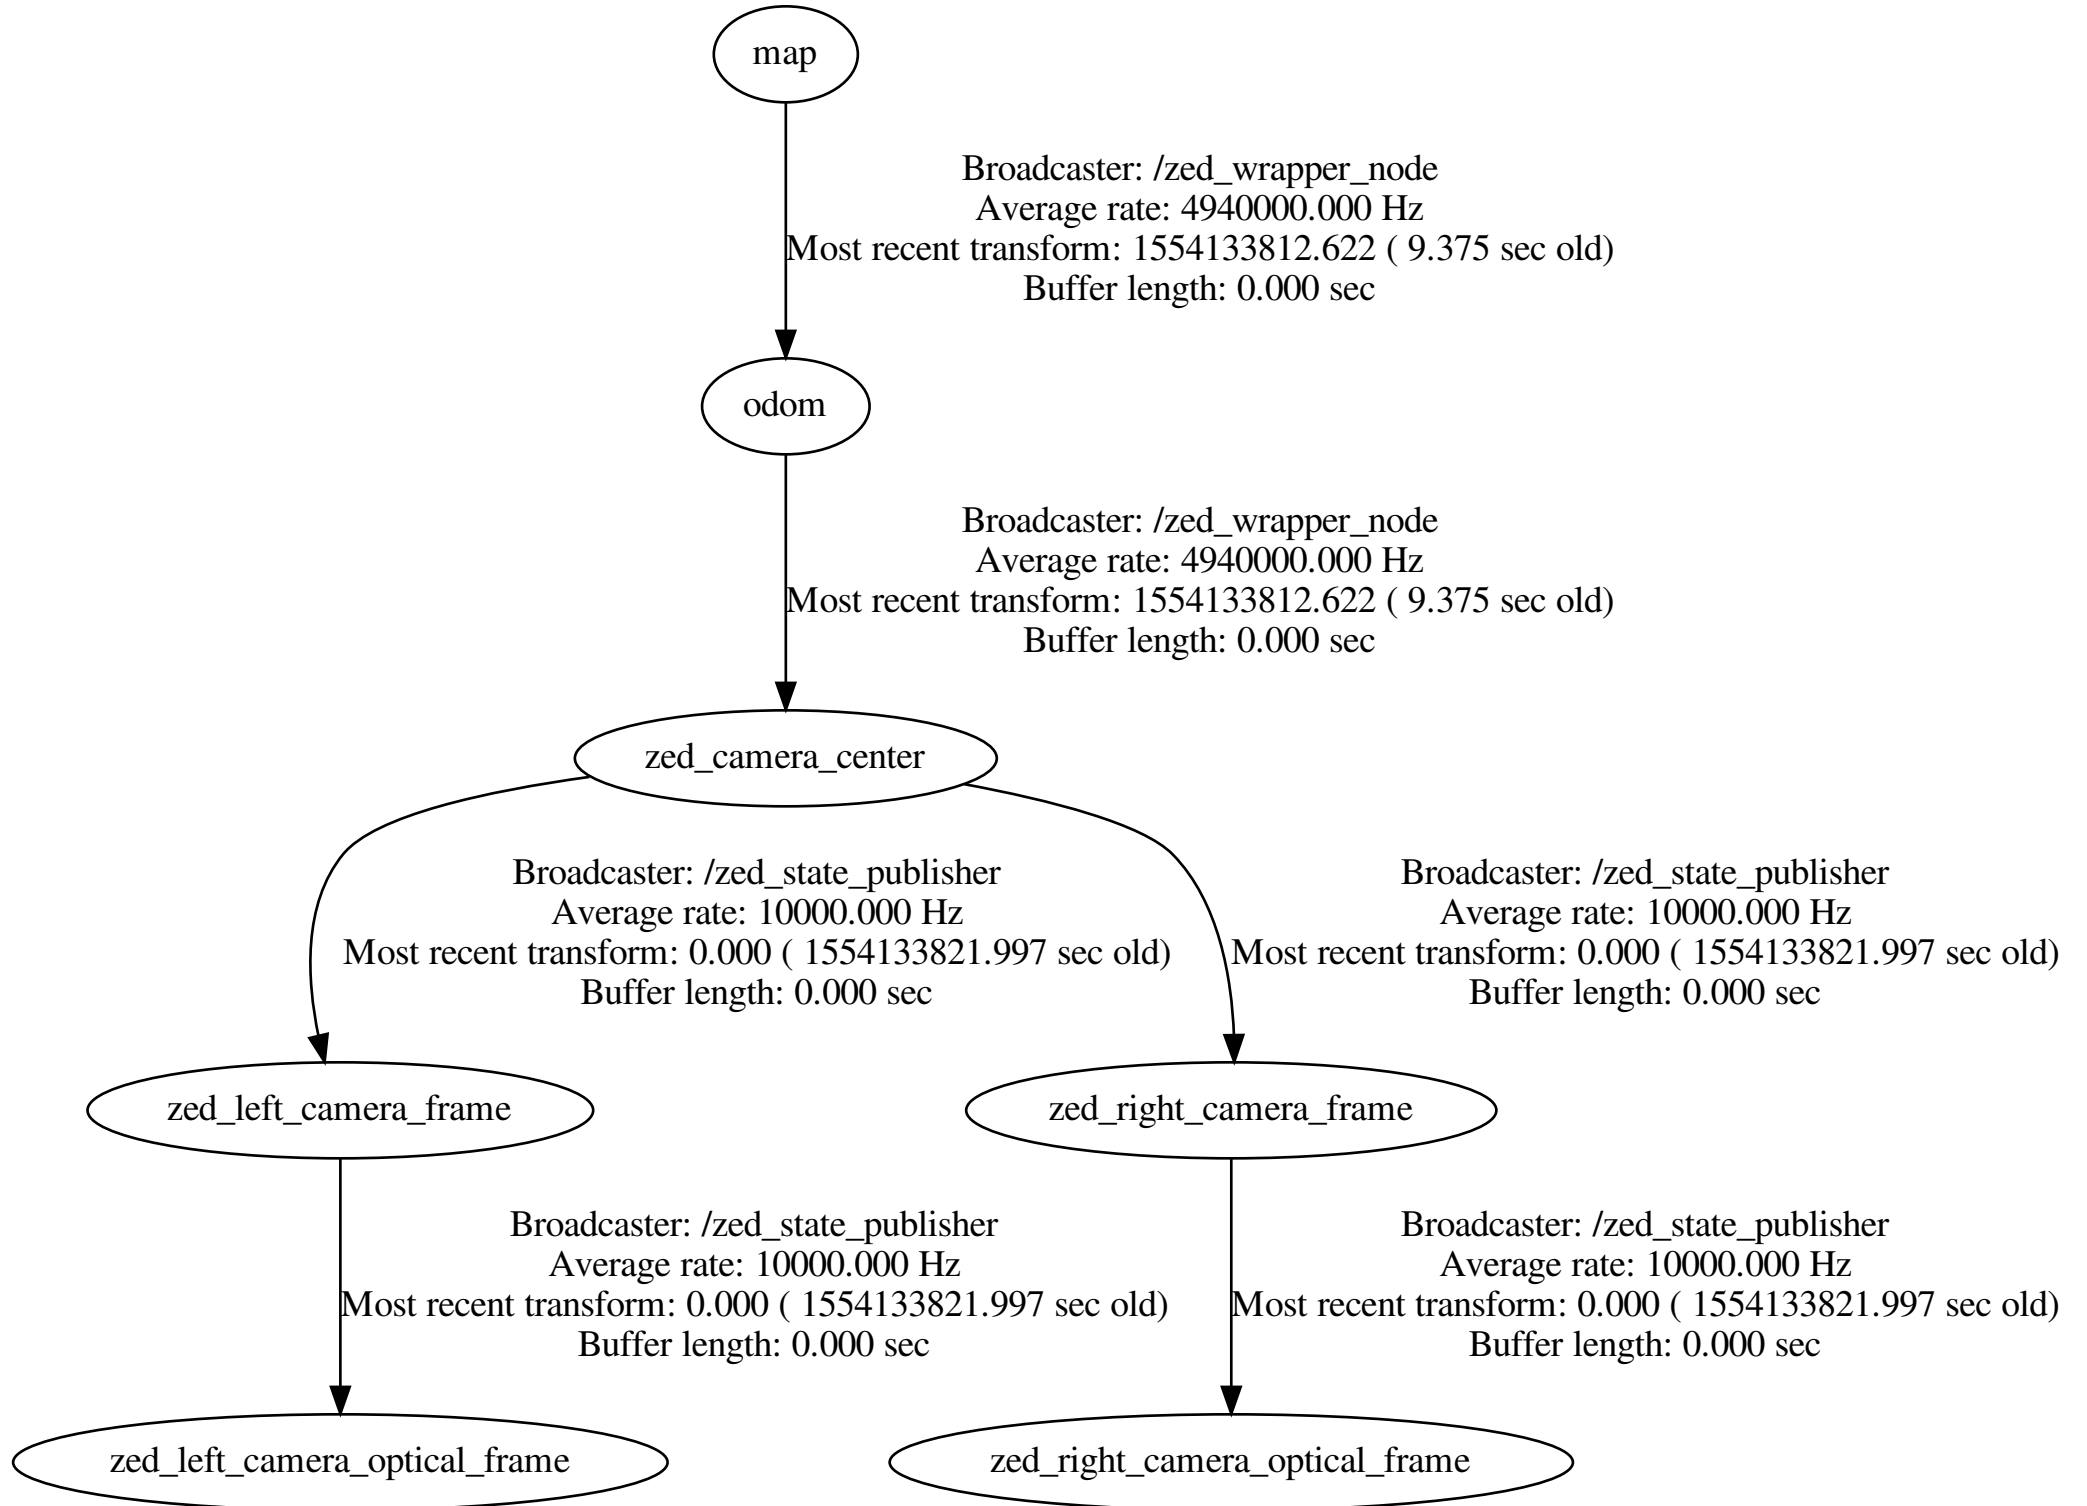 map
Broadcaster: /zed_wrapper_node
Average rate: 4940000.000 Hz
Most recent transform: 1554133812.622 ( 9.375 sec old)
Buffer length: 0.000 sec
odom
Broadcaster: /zed_wrapper_node
Average rate: 4940000.000 Hz
Most recent transform: 1554133812.622 ( 9.375 sec old)
Buffer length: 0.000 sec
zed_camera_center
Broadcaster: /zed_state_publisher
Average rate: 10000.000 Hz
Most recent transform: 0.000 ( 1554133821.997 sec old)
Buffer length: 0.000 sec
Broadcaster: /zed_state_publisher
Average rate: 10000.000 Hz
Most recent transform: 0.000 ( 1554133821.997 sec old)
Buffer length: 0.000 sec
zed_left_camera_frame
zed_right_camera_frame
Broadcaster: /zed_state_publisher
Average rate: 10000.000 Hz
Most recent transform: 0.000 ( 1554133821.997 sec old)
Buffer length: 0.000 sec
Broadcaster: /zed_state_publisher
Average rate: 10000.000 Hz
Most recent transform: 0.000 ( 1554133821.997 sec old)
Buffer length: 0.000 sec
zed_left_camera_optical_frame
zed_right_camera_optical_frame